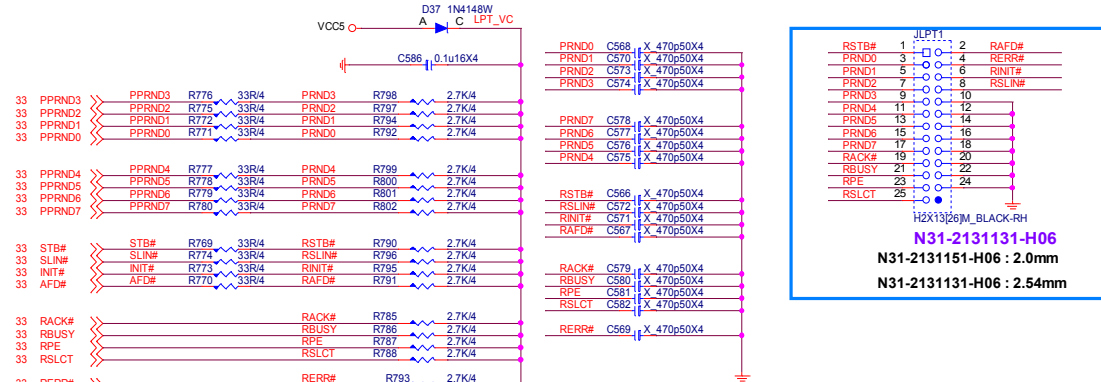 D37 1N4148W
VCC5 A C LPT_VC
C586 0.1u16X4
33 PPRND3 PPRND3 R776 33R/4 PRND3 R798 2.7K/4
33 PPRND2 PPRND2 R775 33R/4 PRND2 R797 2.7K/4
33 PPRND1 PPRND1 R772 33R/4 PRND1 R794 2.7K/4
33 PPRND0 PPRND0 R771 33R/4 PRND0 R792 2.7K/4
33 PPRND4 PPRND4 R777 33R/4 PRND4 R799 2.7K/4
33 PPRND5 PPRND5 R778 33R/4 PRND5 R800 2.7K/4
33 PPRND6 PPRND6 R779 33R/4 PRND6 R801 2.7K/4
33 PPRND7 PPRND7 R780 33R/4 PRND7 R802 2.7K/4
33 STB# STB# R769 33R/4 RSTB# R790 2.7K/4
33 SLIN# SLIN# R774 33R/4 RSLIN# R796 2.7K/4
33 INIT# INIT# R773 33R/4 RINIT# R795 2.7K/4
33 AFD# AFD# R770 33R/4 RAFD# R791 2.7K/4
33 RACK# RACK# R785 2.7K/4
33 RBUSY RBUSY R786 2.7K/4
33 RPE RPE R787 2.7K/4
33 RSLCT RSLCT R788 2.7K/4
33 RERR# RERR# R793 2.7K/4
PRND0 C568 X_470p50X4
PRND1 C570 X_470p50X4
PRND2 C573 X_470p50X4
PRND3 C574 X_470p50X4
PRND7 C578 X_470p50X4
PRND6 C577 X_470p50X4
PRND5 C576 X_470p50X4
PRND4 C575 X_470p50X4
RSTB# C566 X_470p50X4
RSLIN# C572 X_470p50X4
RINIT# C571 X_470p50X4
RAFD# C567 X_470p50X4
RACK# C579 X_470p50X4
RBUSY C580 X_470p50X4
RPE C581 X_470p50X4
RSLCT C582 X_470p50X4
RERR# C569 X_470p50X4
JLPT1
RSTB# 1 2 RAFD#
PRND0 3 4 RERR#
PRND1 5 6 RINIT#
PRND2 7 8 RSLIN#
PRND3 9 10
PRND4 11 12
PRND5 13 14
PRND6 15 16
PRND7 17 18
RACK# 19 20
RBUSY 21 22
RPE 23 24
RSLCT 25
H2X13[26]M_BLACK-RH
N31-2131131-H06
N31-2131151-H06 : 2.0mm
N31-2131131-H06 : 2.54mm